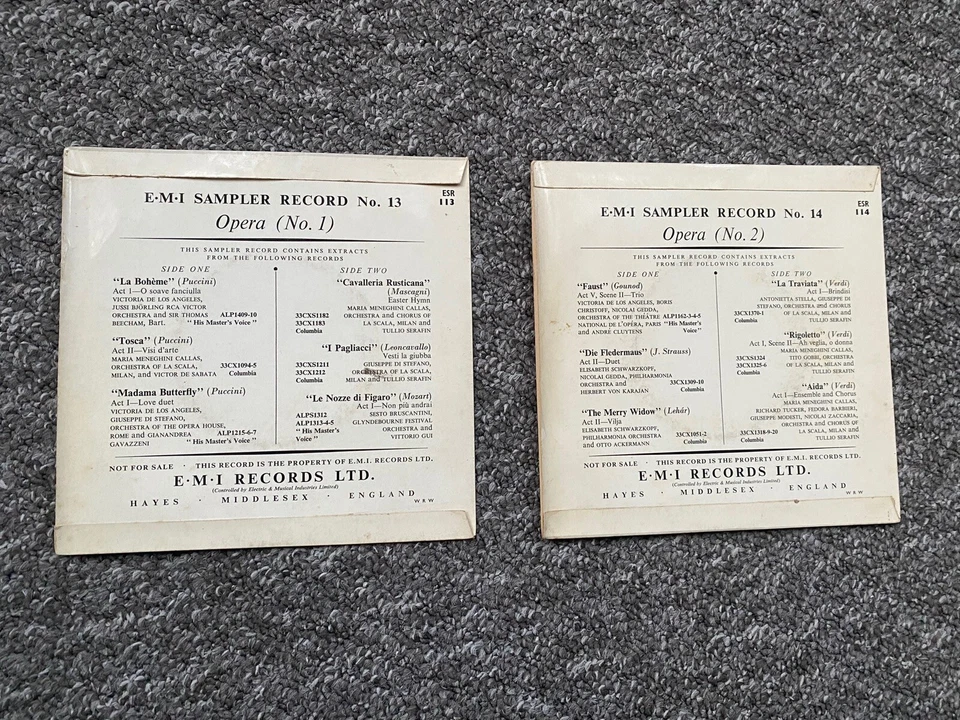 E·M·I SAMPLER RECORD No. 13
ESR
113
Opera (No. 1)
THIS SAMPLER RECORD CONTAINS EXTRACTS
FROM THE FOLLOWING RECORDS
SIDE ONE
"La Bohème" (Puccini)
Act I—O soave fanciulla
VICTORIA DE LOS ANGELES,
JUSSI BJÖRLING RCA VICTOR
ORCHESTRA and SIR THOMAS ALP1409-10
BEECHAM, Bart. "His Master's Voice"
"Tosca" (Puccini)
Act II—Visi d'arte
MARIA MENEGHINI CALLAS,
ORCHESTRA OF LA SCALA, 33CX1094-5
MILAN, and VICTOR DE SABATA Columbia
"Madama Butterfly" (Puccini)
Act I—Love duet
VICTORIA DE LOS ANGELES,
GIUSEPPE DI STEFANO,
ORCHESTRA OF THE OPERA HOUSE,
ROME and GIANANDREA ALP1215-6-7
GAVAZZENI "His Master's Voice"
SIDE TWO
"Cavalleria Rusticana"
(Mascagni)
Easter Hymn
MARIA MENEGHINI CALLAS,
33CXS1182 ORCHESTRA and CHORUS OF
33CX1183 LA SCALA, MILAN and
Columbia TULLIO SERAFIN
"I Pagliacci" (Leoncavallo)
Vesti la giubba
33CXS1211 GIUSEPPE DI STEFANO,
33CX1212 ORCHESTRA OF LA SCALA,
Columbia MILAN and TULLIO SERAFIN
"Le Nozze di Figaro" (Mozart)
Act I—Non più andrai
ALPS1312 SESTO BRUSCANTINI,
ALP1313-4-5 GLYNDEBOURNE FESTIVAL
"His Master's ORCHESTRA and
Voice" VITTORIO GUI
NOT FOR SALE · THIS RECORD IS THE PROPERTY OF E.M.I. RECORDS LTD.
E·M·I RECORDS LTD.
(Controlled by Electric & Musical Industries Limited)
HAYES · MIDDLESEX · ENGLAND
W R W
E·M·I SAMPLER RECORD No. 14
ESR
114
Opera (No. 2)
THIS SAMPLER RECORD CONTAINS EXTRACTS
FROM THE FOLLOWING RECORDS
SIDE ONE
"Faust" (Gounod)
Act V, Scene II—Trio
VICTORIA DE LOS ANGELES, BORIS
CHRISTOFF, NICOLAI GEDDA,
ORCHESTRA OF THE THÉATRE ALP1162-3-4-5
NATIONAL DE L'OPÉRA, PARIS "His Master's
and ANDRÉ CLUYTENS Voice"
"Die Fledermaus" (J. Strauss)
Act II—Duet
ELISABETH SCHWARZKOPF,
NICOLAI GEDDA, PHILHARMONIA
ORCHESTRA and 33CX1309-10
HERBERT VON KARAJAN Columbia
"The Merry Widow" (Lehár)
Act II—Vilja
ELISABETH SCHWARZKOPF,
PHILHARMONIA ORCHESTRA 33CX1051-2
and OTTO ACKERMANN Columbia
SIDE TWO
"La Traviata" (Verdi)
Act I—Brindisi
ANTONIETTA STELLA, GIUSEPPE DI
STEFANO, ORCHESTRA and CHORUS
33CX1370-1 OF LA SCALA, MILAN and
Columbia TULLIO SERAFIN
"Rigoletto" (Verdi)
Act I, Scene II—Ah veglia, o donna
MARIA MENEGHINI CALLAS,
33CXS1324 TITO GOBBI, ORCHESTRA
33CX1325-6 OF LA SCALA, MILAN and
Columbia TULLIO SERAFIN
"Aida" (Verdi)
Act I—Ensemble and Chorus
MARIA MENEGHINI CALLAS,
RICHARD TUCKER, FEDORA BARBIERI,
GIUSEPPE MODESTI, NICOLAI ZACCARIA,
ORCHESTRA and CHORUS OF
33CX1318-9-20 LA SCALA, MILAN and
Columbia TULLIO SERAFIN
NOT FOR SALE · THIS RECORD IS THE PROPERTY OF E.M.I. RECORDS LTD.
E·M·I RECORDS LTD.
(Controlled by Electric & Musical Industries Limited)
HAYES · MIDDLESEX · ENGLAND
W R W